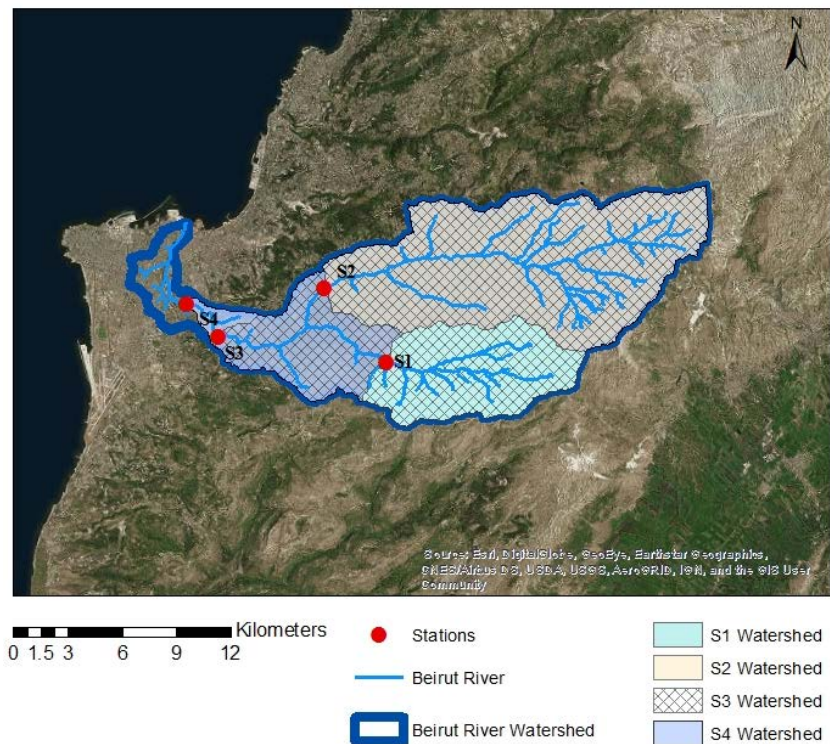 N
S2
S4
S3
S1
Source: Esri, DigitalGlobe, GeoEye, Earthstar Geographics,
CNES/Airbus DS, USDA, USGS, AeroGRID, IGN, and the GIS User
Community
Kilometers
0 1.5 3 6 9 12
Stations
Beirut River
Beirut River Watershed
S1 Watershed
S2 Watershed
S3 Watershed
S4 Watershed